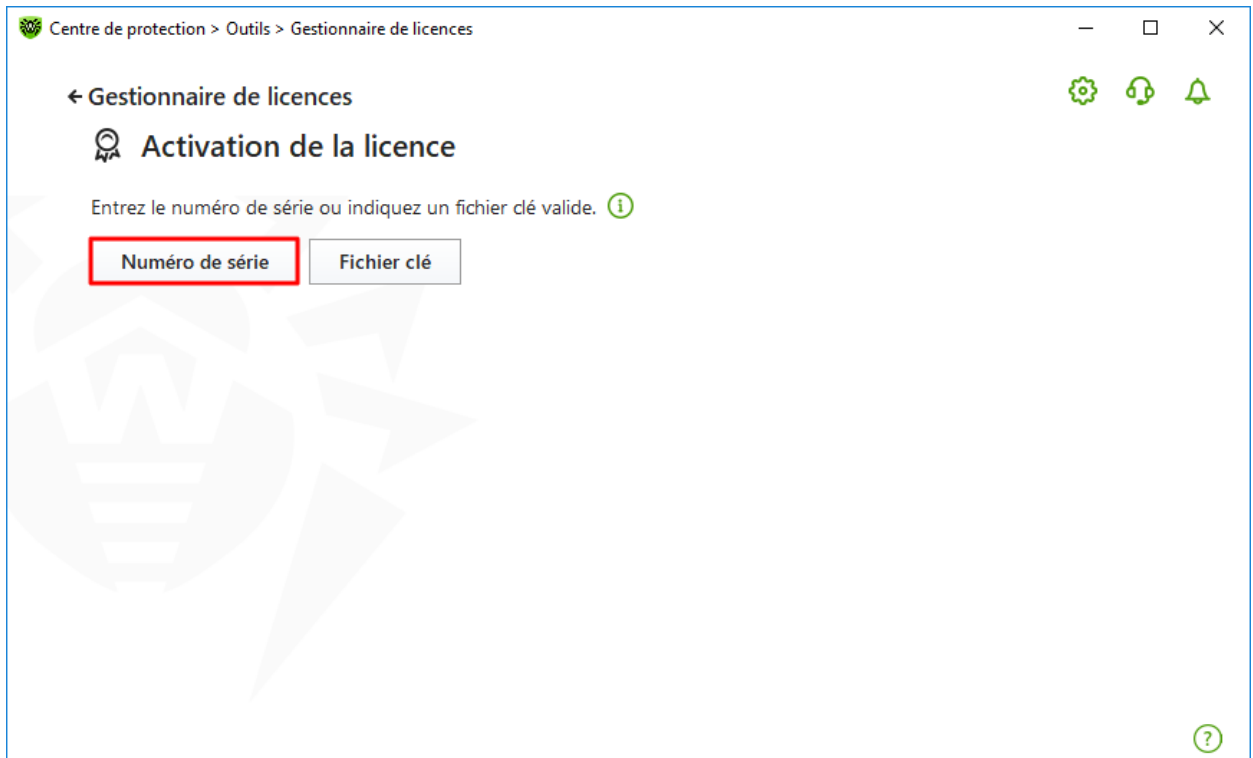 Centre de protection > Outils > Gestionnaire de licences
Gestionnaire de licences
Activation de la licence
Entrez le numéro de série ou indiquez un fichier clé valide.
Numéro de série Fichier clé